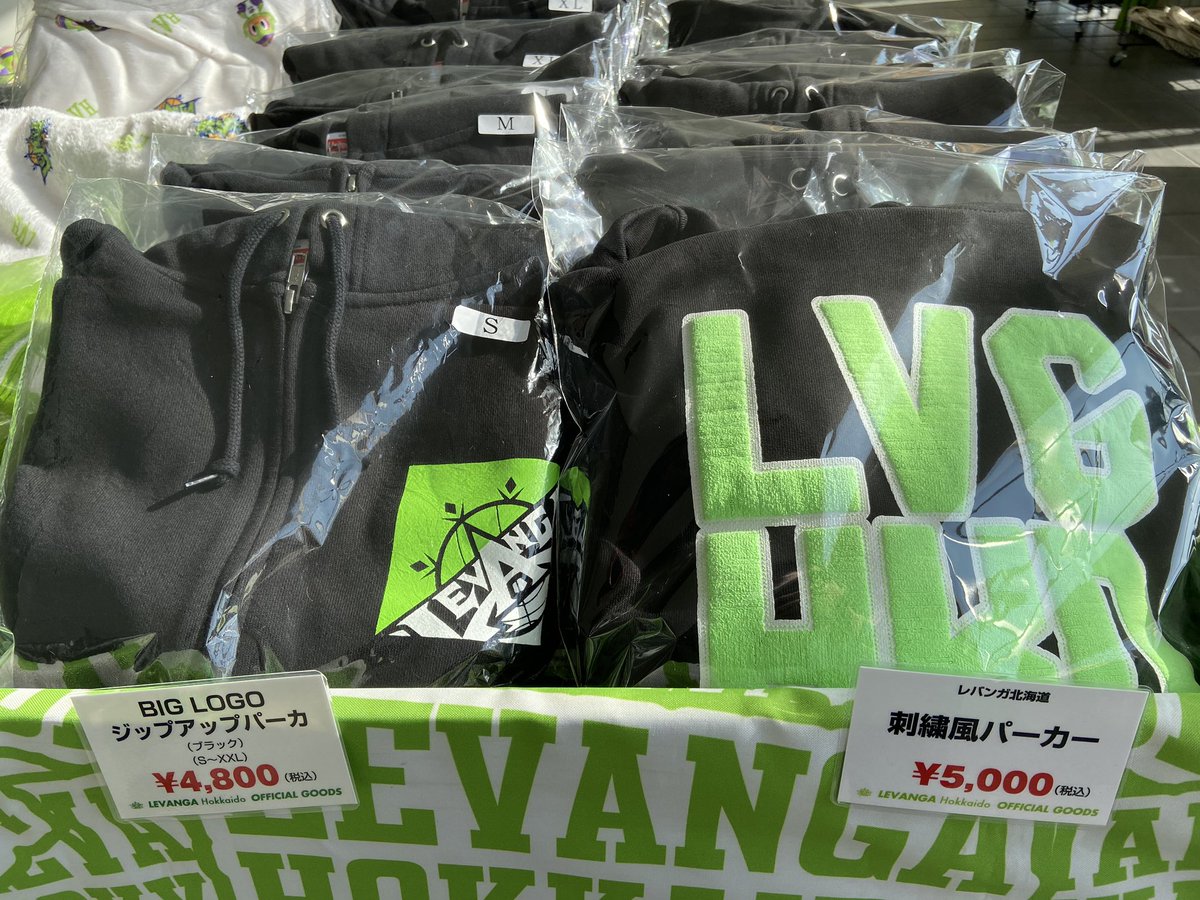 XL
XL
M
S
LEVANGA
LVG
BIG LOGO
ジップアップパーカ
(ブラック)
(S～XXL)
¥4,800(税込)
LEVANGA Hokkaido OFFICIAL GOODS
レバンガ北海道
刺繍風パーカー
¥5,000(税込)
LEVANGA Hokkaido OFFICIAL GOODS
LEVANGA